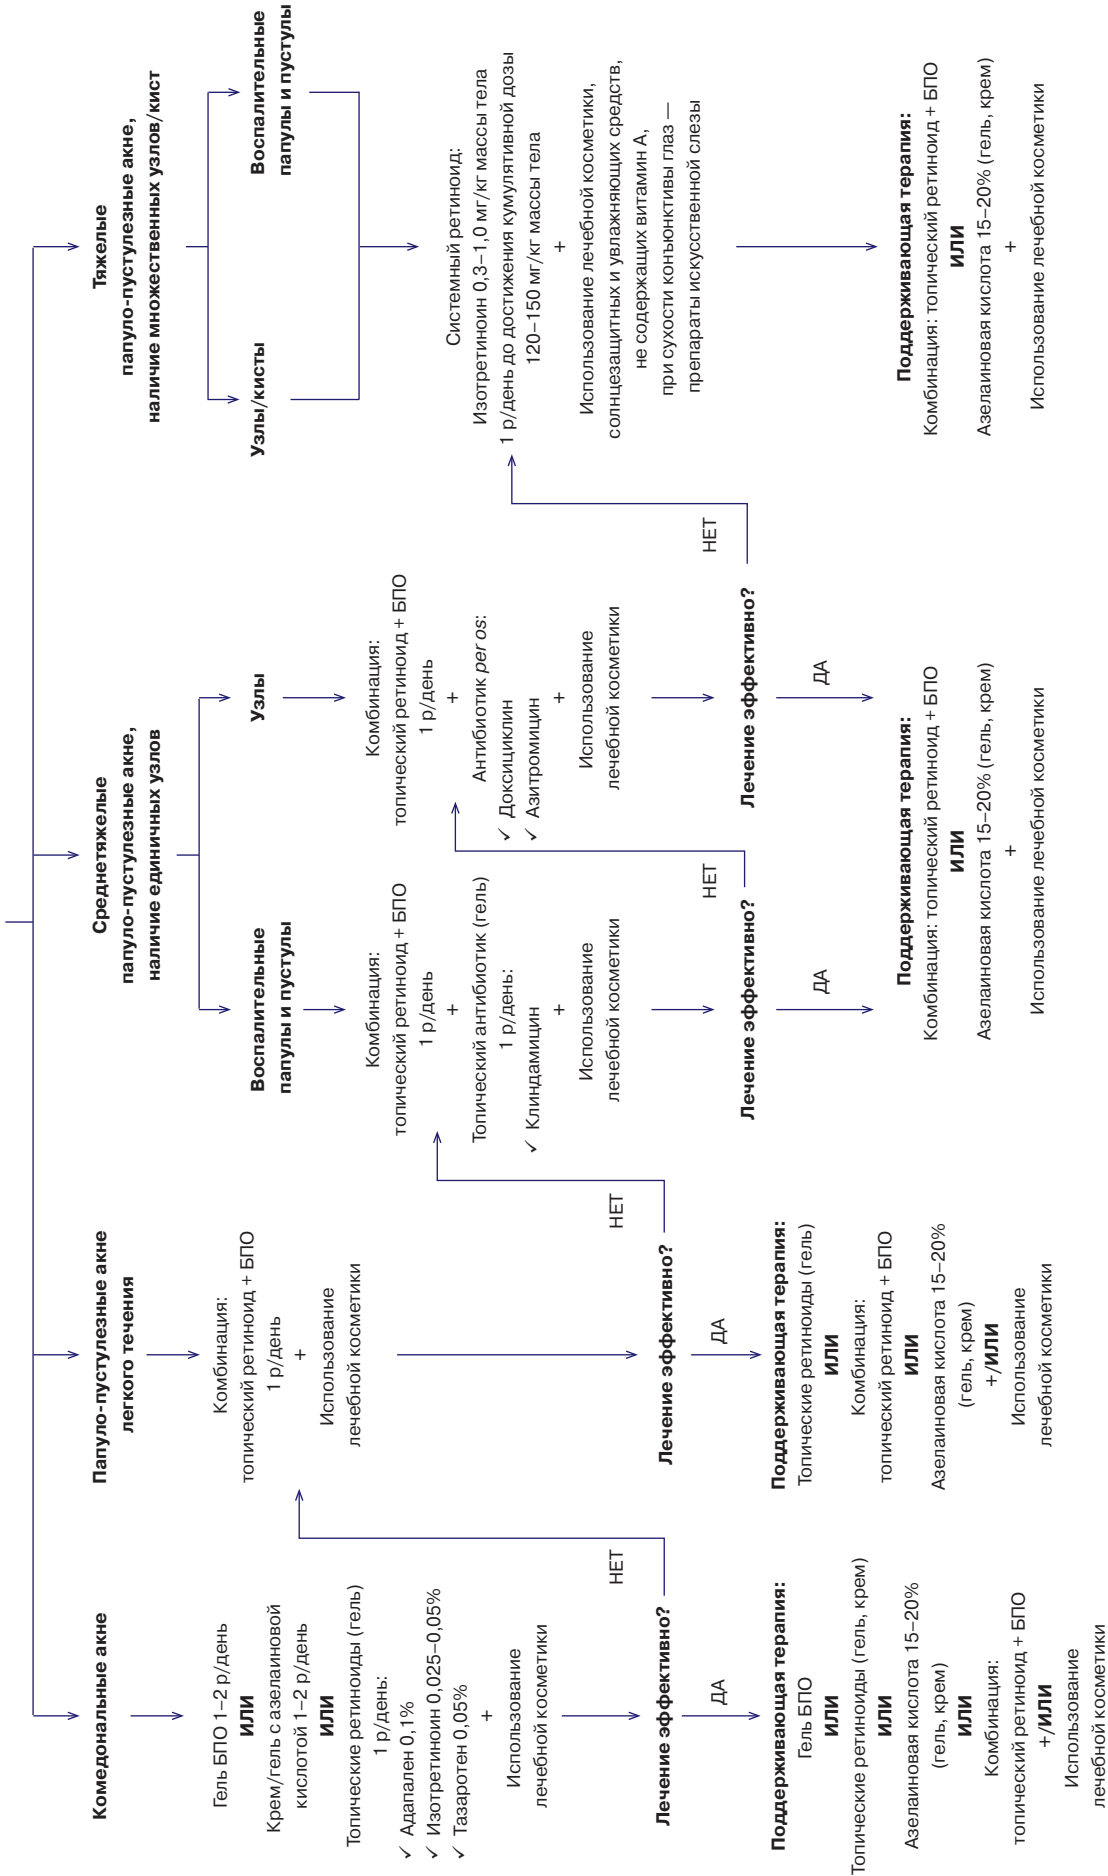 Комедональные акне
Гель БПО 1–2 р/день
ИЛИ
Крем/гель с азелаиновой
кислотой 1–2 р/день
ИЛИ
Топические ретиноиды (гель)
1 р/день:
✓ Адапален 0,1%
✓ Изотретиноин 0,025–0,05%
✓ Тазаротен 0,05%
+
Использование
лечебной косметики
Лечение эффективно?
НЕТ
ДА
Поддерживающая терапия:
Гель БПО
ИЛИ
Топические ретиноиды (гель, крем)
ИЛИ
Азелаиновая кислота 15–20%
(гель, крем)
ИЛИ
Комбинация:
топический ретиноид + БПО
+/ИЛИ
Использование
лечебной косметики
Папуло-пустулезные акне
легкого течения
Комбинация:
топический ретиноид + БПО
1 р/день
+
Использование
лечебной косметики
Лечение эффективно?
НЕТ
ДА
Поддерживающая терапия:
Топические ретиноиды (гель)
ИЛИ
Комбинация:
топический ретиноид + БПО
ИЛИ
Азелаиновая кислота 15–20%
(гель, крем)
+/ИЛИ
Использование
лечебной косметики
Среднетяжелые
папуло-пустулезные акне,
наличие единичных узлов
Воспалительные
папулы и пустулы
Комбинация:
топический ретиноид + БПО
1 р/день
+
Топический антибиотик (гель)
1 р/день:
✓ Клиндамицин
+
Использование
лечебной косметики
Лечение эффективно?
НЕТ
ДА
Узлы
Комбинация:
топический ретиноид + БПО
1 р/день
+
Антибиотик per os:
✓ Доксициклин
✓ Азитромицин
+
Использование
лечебной косметики
Лечение эффективно?
НЕТ
ДА
Поддерживающая терапия:
Комбинация: топический ретиноид + БПО
ИЛИ
Азелаиновая кислота 15–20% (гель, крем)
+
Использование лечебной косметики
Тяжелые
папуло-пустулезные акне,
наличие множественных узлов/кист
Узлы/кисты
Воспалительные
папулы и пустулы
Системный ретиноид:
Изотретиноин 0,3–1,0 мг/кг массы тела
1 р/день до достижения кумулятивной дозы
120–150 мг/кг массы тела
+
Использование лечебной косметики,
солнцезащитных и увлажняющих средств,
не содержащих витамин А,
при сухости конъюнктивы глаз —
препараты искусственной слезы
Поддерживающая терапия:
Комбинация: топический ретиноид + БПО
ИЛИ
Азелаиновая кислота 15–20% (гель, крем)
+
Использование лечебной косметики